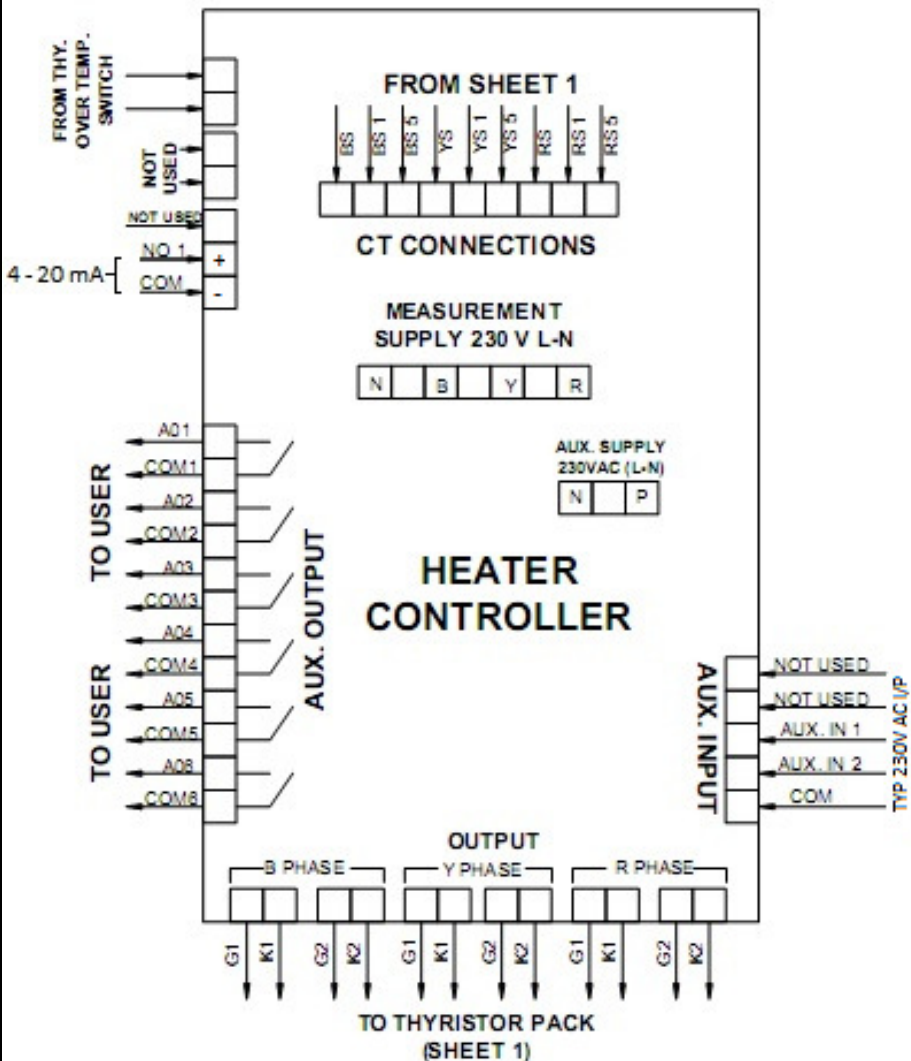 FROM THY.
OVER TEMP.
SWITCH
NOT
USED
NOT USED
NO 1
+
4 - 20 mA
COM
-
FROM SHEET 1
BS
BS 1
BS 5
YS
YS 1
YS 5
RS
RS 1
RS 5
CT CONNECTIONS
MEASUREMENT
SUPPLY 230 V L-N
N B Y R
AUX. SUPPLY
230VAC (L-N)
N P
HEATER
CONTROLLER
TO USER
TO USER
A01
COM1
A02
COM2
A03
COM3
A04
COM4
A05
COM5
A08
COM8
AUX. OUTPUT
AUX. INPUT
NOT USED
NOT USED
AUX. IN 1
AUX. IN 2
COM
TYP 230V AC I/P
OUTPUT
B PHASE Y PHASE R PHASE
G1 K1 G2 K2 G1 K1 G2 K2 G1 K1 G2 K2
TO THYRISTOR PACK
(SHEET 1)